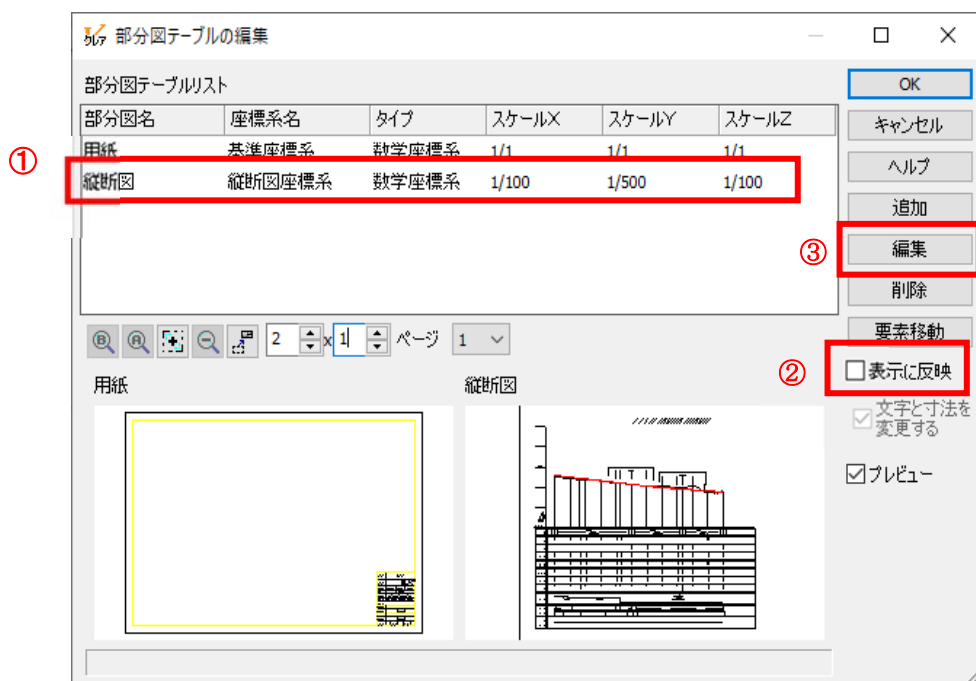 部分図テーブルの編集
部分図テーブルリスト
部分図名 座標系名 タイプ スケールX スケールY スケールZ
用紙 基準座標系 数学座標系 1/1 1/1 1/1
①
縦断図 縦断図座標系 数学座標系 1/100 1/500 1/100
OK
キャンセル
ヘルプ
追加
③
編集
削除
要素移動
2 x 1 ページ 1
②
表示に反映
文字と寸法を
変更する
プレビュー
用紙 縦断図